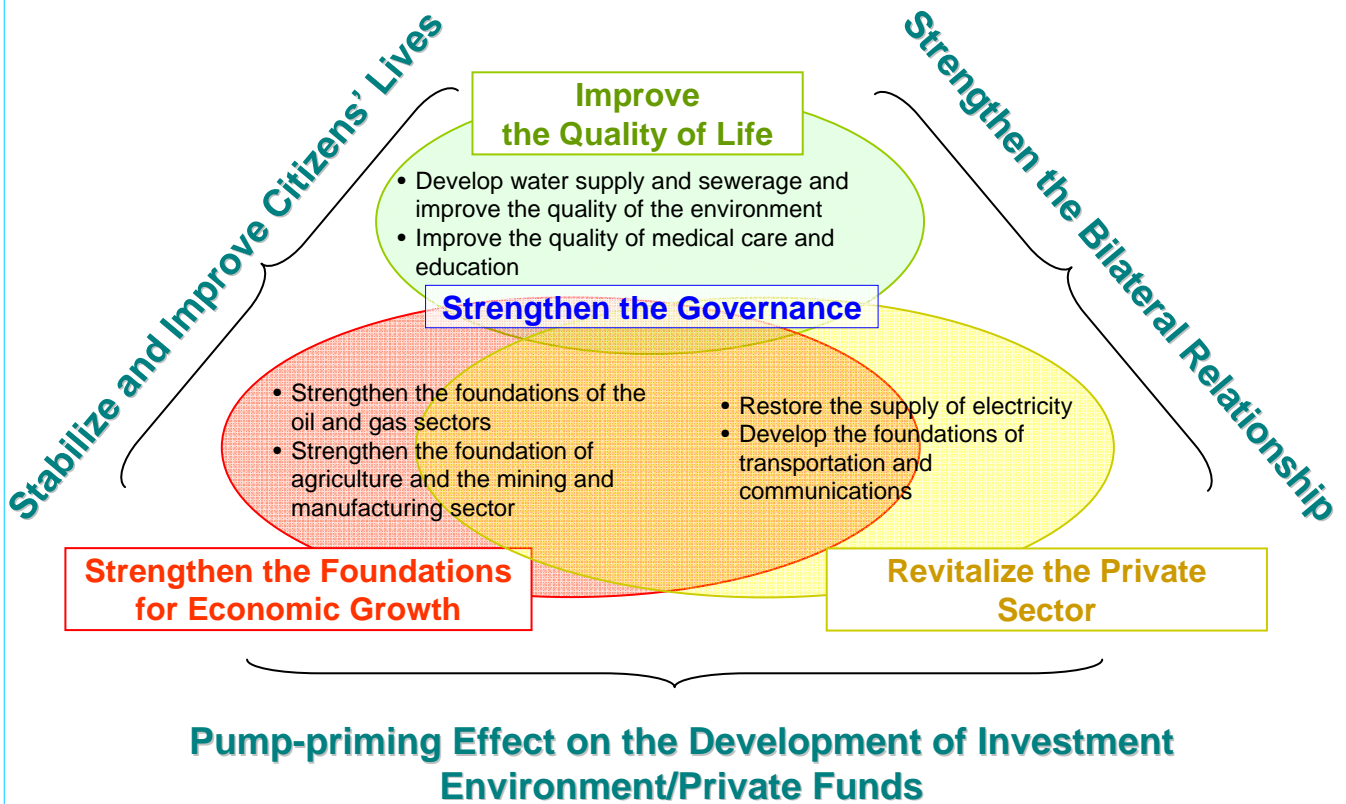 Stabilize and Improve Citizens' Lives
Strengthen the Bilateral Relationship
Improve
the Quality of Life
• Develop water supply and sewerage and
improve the quality of the environment
• Improve the quality of medical care and
education
Strengthen the Governance
• Strengthen the foundations of the
oil and gas sectors
• Strengthen the foundation of
agriculture and the mining and
manufacturing sector
• Restore the supply of electricity
• Develop the foundations of
transportation and
communications
Strengthen the Foundations
for Economic Growth
Revitalize the Private
Sector
Pump-priming Effect on the Development of Investment
Environment/Private Funds